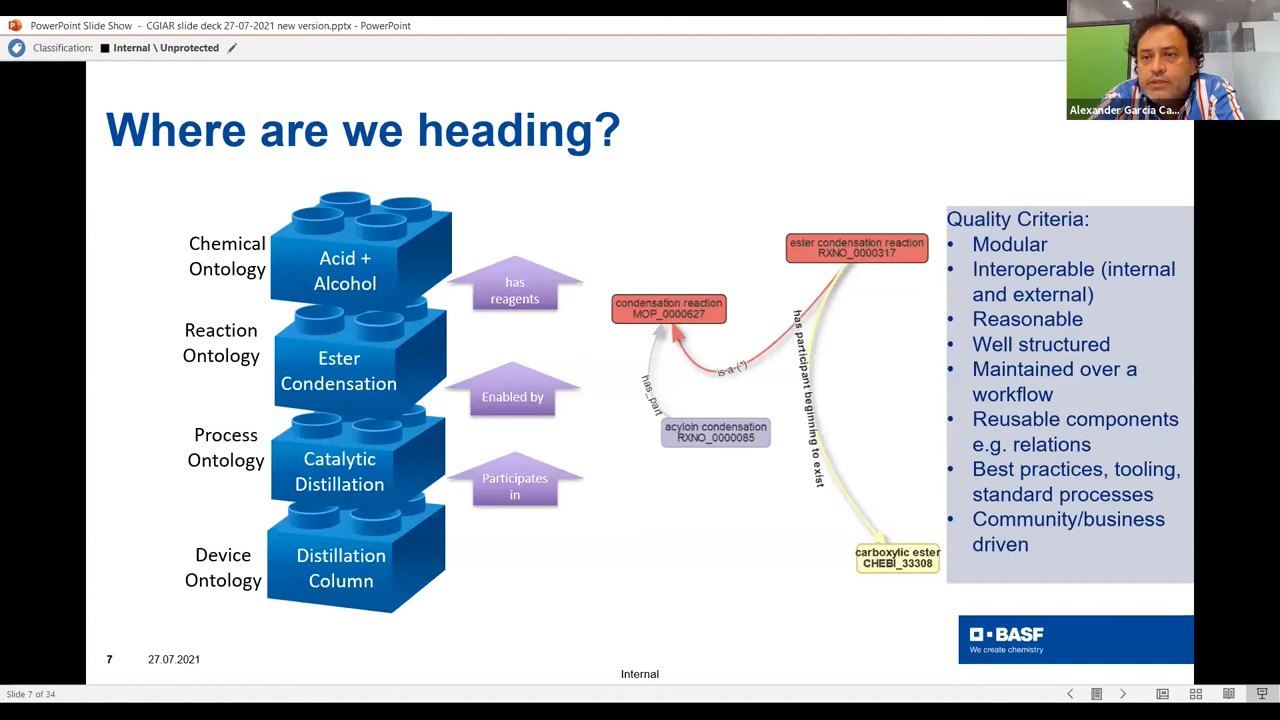 PowerPoint Slide Show - CGIAR slide deck 27-07-2021 new version.pptx - PowerPoint
Classification: Internal \ Unprotected
Alexander Garcia Ca...
Where are we heading?
Chemical
Ontology
Acid +
Alcohol
has
reagents
Reaction
Ontology
Ester
Condensation
Enabled by
Process
Ontology
Catalytic
Distillation
Participates
in
Device
Ontology
Distillation
Column
ester condensation reaction
RXNO_0000317
condensation reaction
MOP_0000627
is-a-(*)
has_part
has participant beginning to exist
acyloin condensation
RXNO_0000085
carboxylic ester
CHEBI_33308
Quality Criteria:
• Modular
• Interoperable (internal
and external)
• Reasonable
• Well structured
• Maintained over a
workflow
• Reusable components
e.g. relations
• Best practices, tooling,
standard processes
• Community/business
driven
BASF
We create chemistry
7 27.07.2021
Internal
Slide 7 of 34